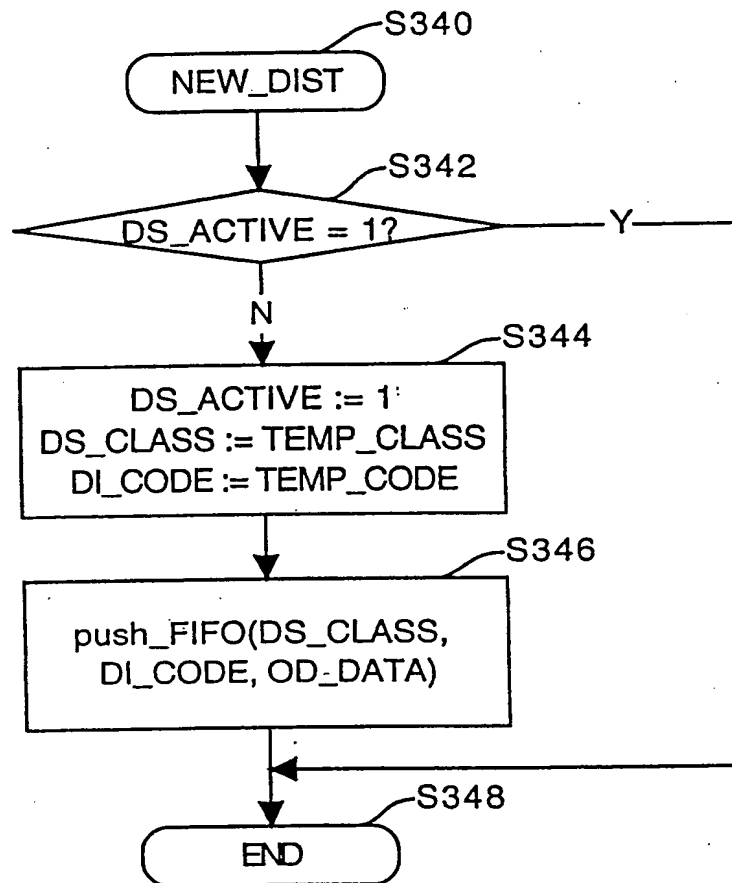 S340
NEW_DIST
S342
DS_ACTIVE = 1?
Y
N
S344
DS_ACTIVE := 1
DS_CLASS := TEMP_CLASS
DI_CODE := TEMP_CODE
S346
push_FIFO(DS_CLASS,
DI_CODE, OD_DATA)
S348
END